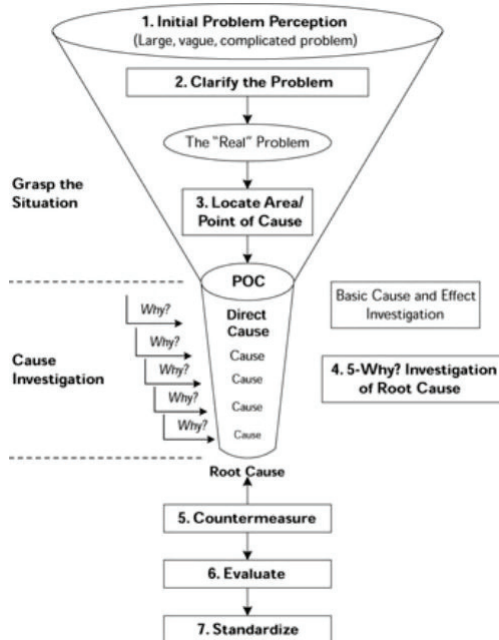 1. Initial Problem Perception
(Large, vague, complicated problem)
2. Clarify the Problem
The "Real" Problem
Grasp the
Situation
3. Locate Area/
Point of Cause
POC
Basic Cause and Effect
Investigation
Direct
Cause
Why?
Cause
Why?
Cause
Investigation
Cause
Why?
4. 5-Why? Investigation
of Root Cause
Cause
Why?
Cause
Why?
Root Cause
5. Countermeasure
6. Evaluate
7. Standardize